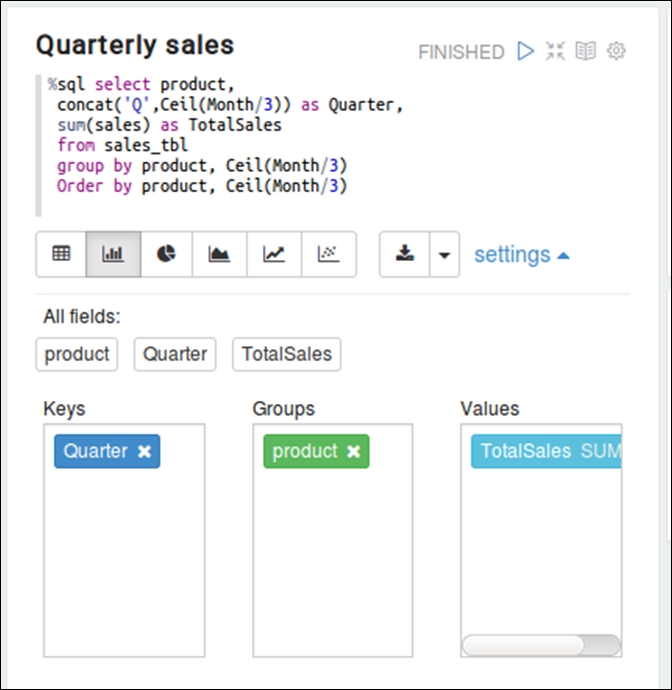 Quarterly sales
FINISHED
%sql select product,
concat('Q',Ceil(Month/3)) as Quarter,
sum(sales) as TotalSales
from sales_tbl
group by product, Ceil(Month/3)
Order by product, Ceil(Month/3)
settings
All fields:
product Quarter TotalSales
Keys Groups Values
Quarter product TotalSales SUM